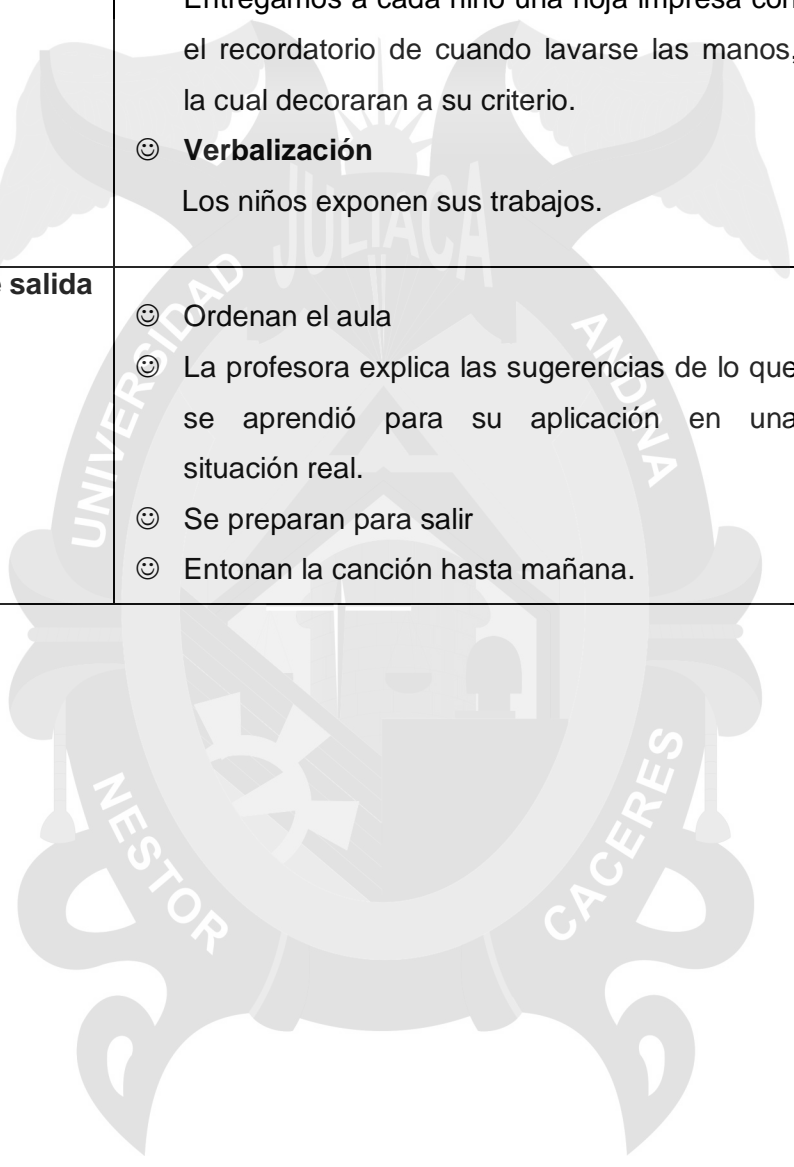 Entregamos a cada niño una hoja impresa con
el recordatorio de cuando lavarse las manos,
la cual decoraran a su criterio.
☺ Verbalización
Los niños exponen sus trabajos.
salida
☺ Ordenan el aula
☺ La profesora explica las sugerencias de lo que
se aprendió para su aplicación en una
situación real.
☺ Se preparan para salir
☺ Entonan la canción hasta mañana.
JULIACA
UNIVERSIDAD
ANDINA
NESTOR
CACERES